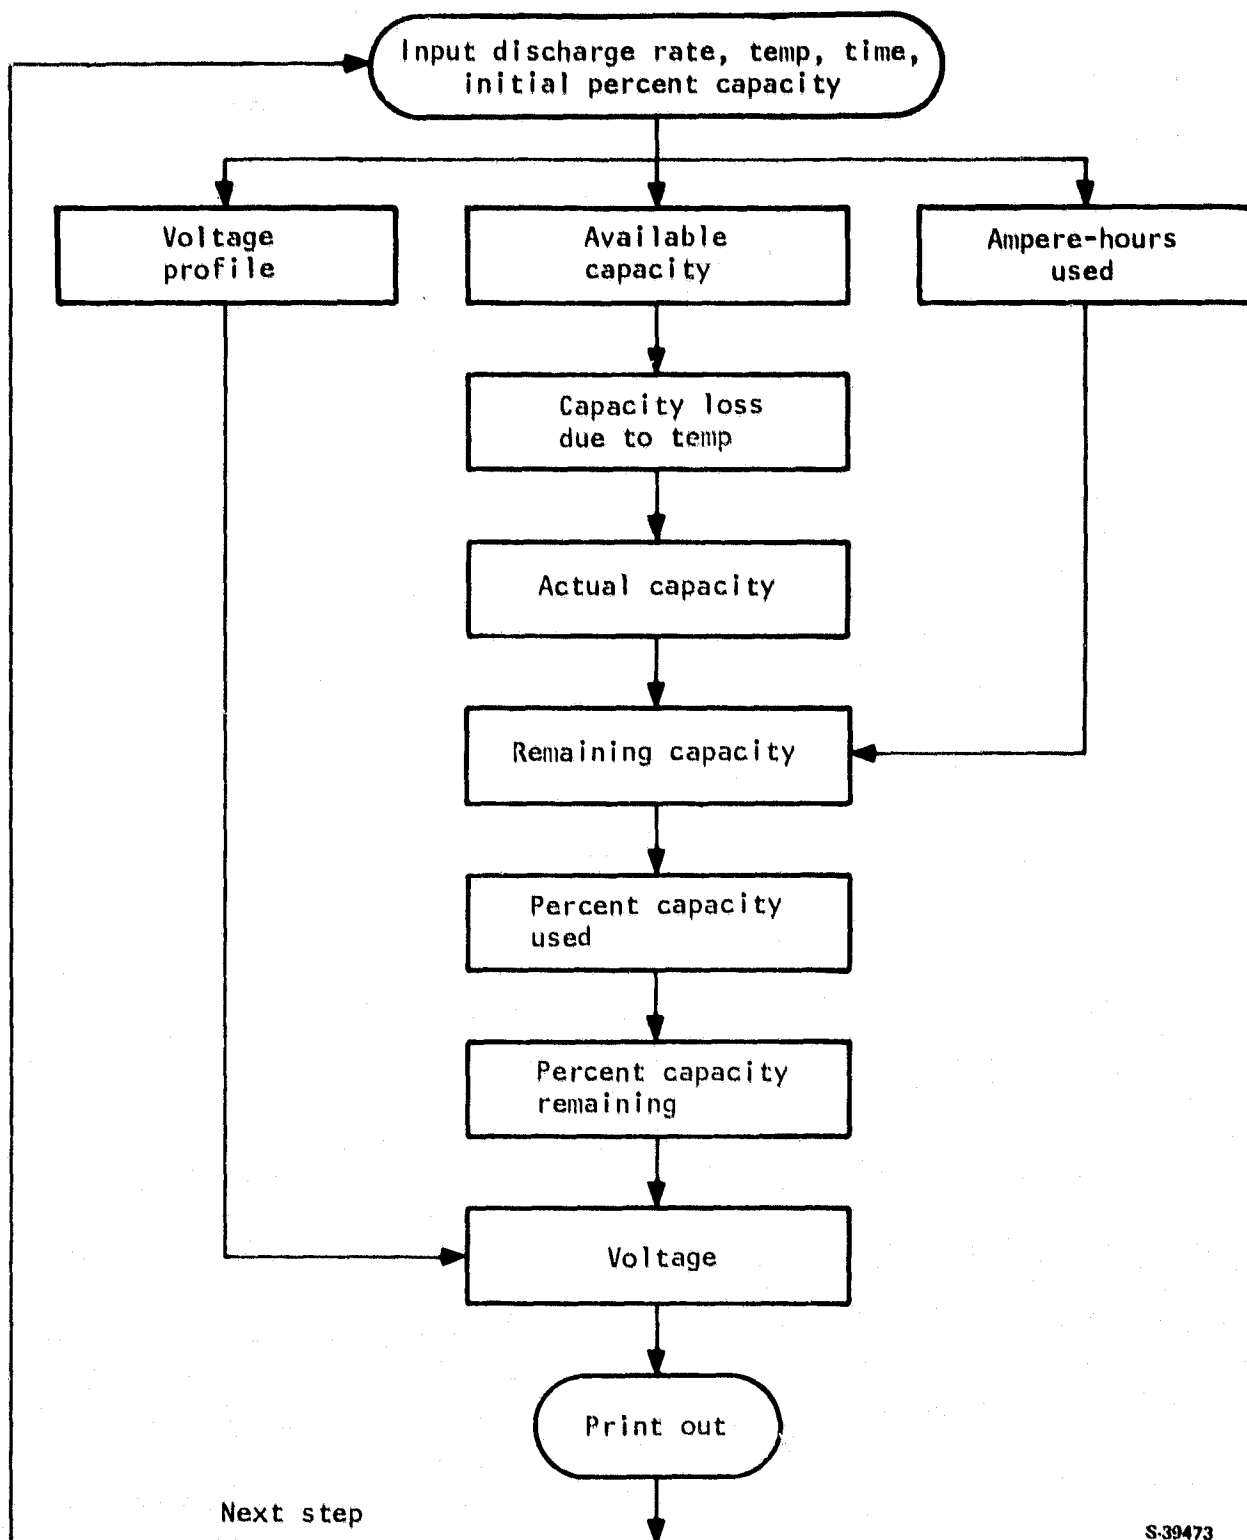 Input discharge rate, temp, time,
initial percent capacity
Voltage
profile
Available
capacity
Ampere-hours
used
Capacity loss
due to temp
Actual capacity
Remaining capacity
Percent capacity
used
Percent capacity
remaining
Voltage
Print out
Next step
S-39473